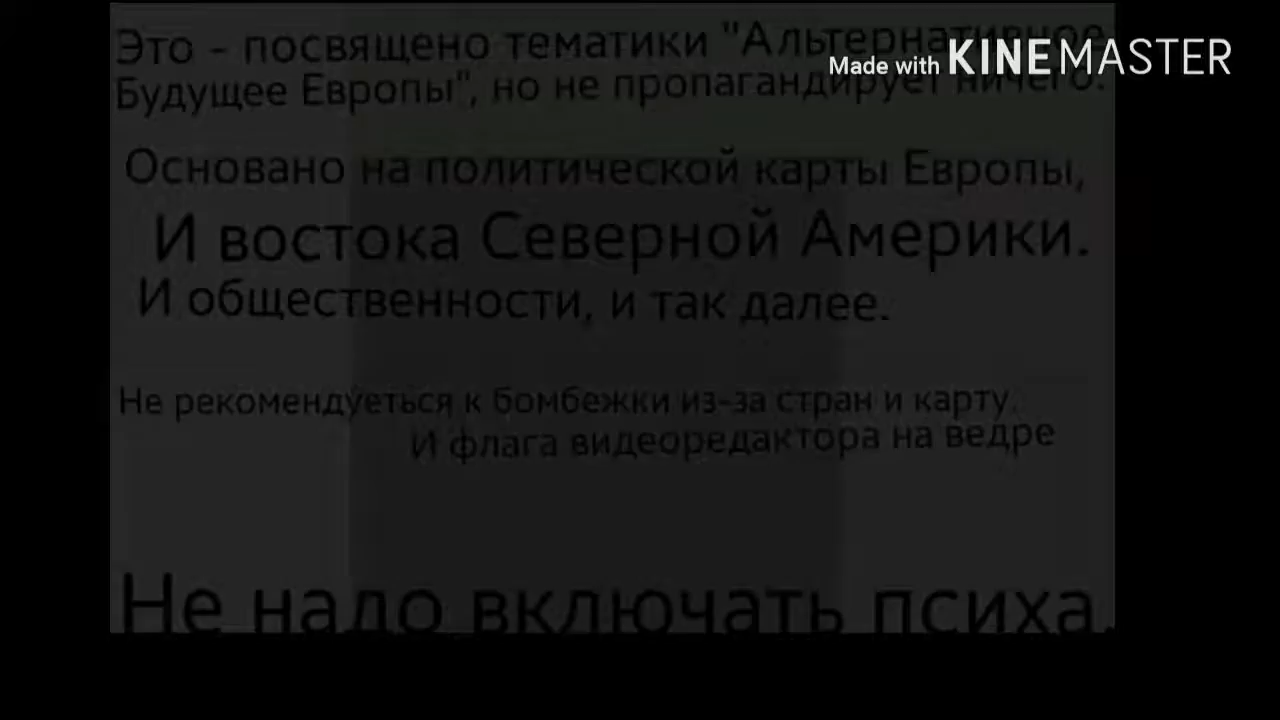 Это - посвящено тематики "Альтернативное
Будущее Европы", но не пропагандирует ничего.
Made with KINEMASTER
Основано на политической карты Европы,
И востока Северной Америки.
И общественности, и так далее.
Не рекомендуеться к бомбежки из-за стран и карту.
И флага видеоредактора на ведре
Не надо включать психа.